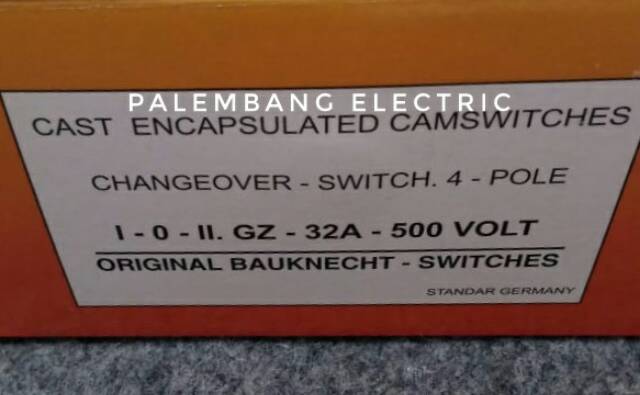 PALEMBANG ELECTRIC
CAST ENCAPSULATED CAMSWITCHES
CHANGEOVER - SWITCH. 4 - POLE
I - 0 - II. GZ - 32A - 500 VOLT
ORIGINAL BAUKNECHT - SWITCHES
STANDAR GERMANY